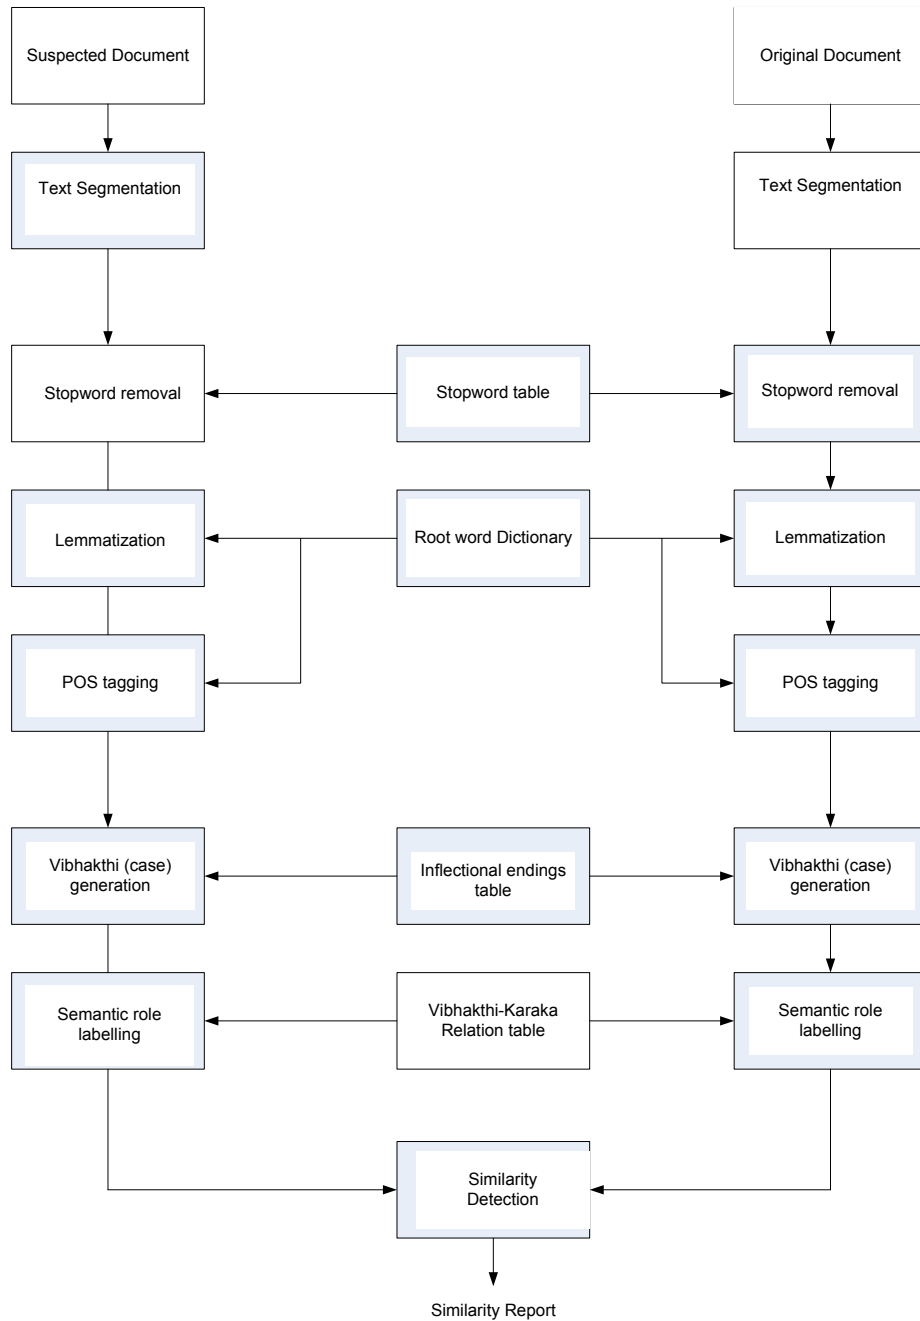 Suspected Document
Original Document
Text Segmentation
Text Segmentation
Stopword removal
Stopword table
Stopword removal
Lemmatization
Root word Dictionary
Lemmatization
POS tagging
POS tagging
Vibhakthi (case)
generation
Inflectional endings
table
Vibhakthi (case)
generation
Semantic role
labelling
Vibhakthi-Karaka
Relation table
Semantic role
labelling
Similarity
Detection
Similarity Report